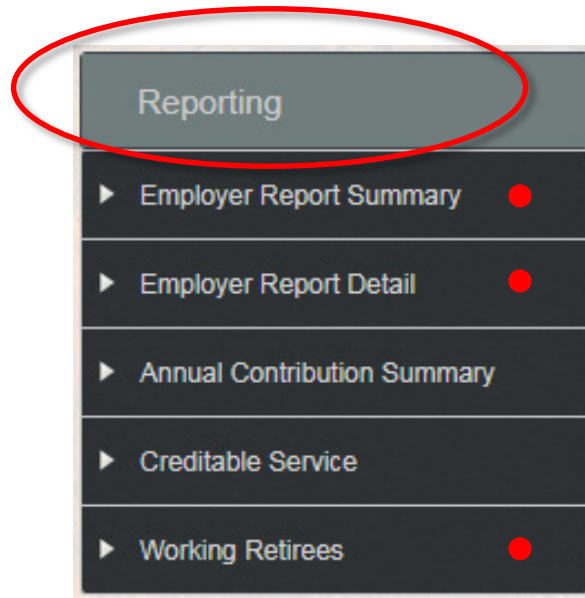 Reporting
Employer Report Summary
Employer Report Detail
Annual Contribution Summary
Creditable Service
Working Retirees